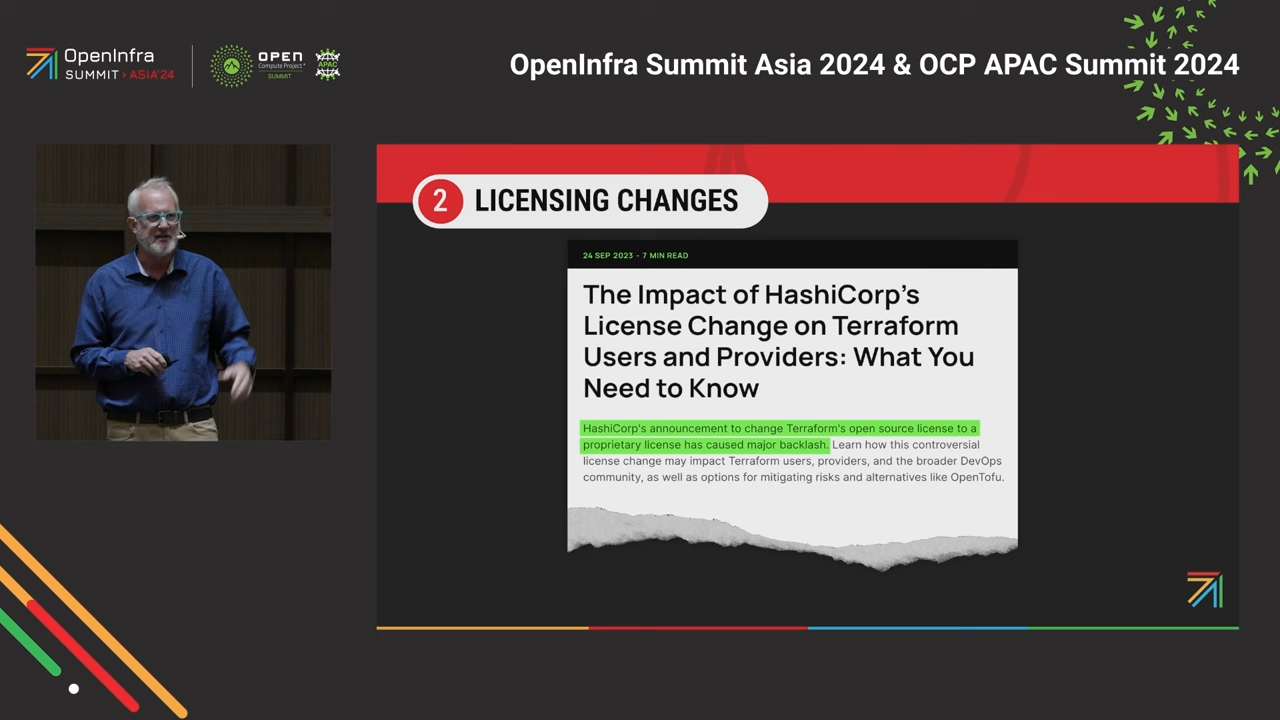 OpenInfra
SUMMIT › ASIA'24
OPEN
Compute Project®
SUMMIT
APAC
OpenInfra Summit Asia 2024 & OCP APAC Summit 2024
2 LICENSING CHANGES
24 SEP 2023 - 7 MIN READ
The Impact of HashiCorp's
License Change on Terraform
Users and Providers: What You
Need to Know
HashiCorp's announcement to change Terraform's open source license to a
proprietary license has caused major backlash. Learn how this controversial
license change may impact Terraform users, providers, and the broader DevOps
community, as well as options for mitigating risks and alternatives like OpenTofu.